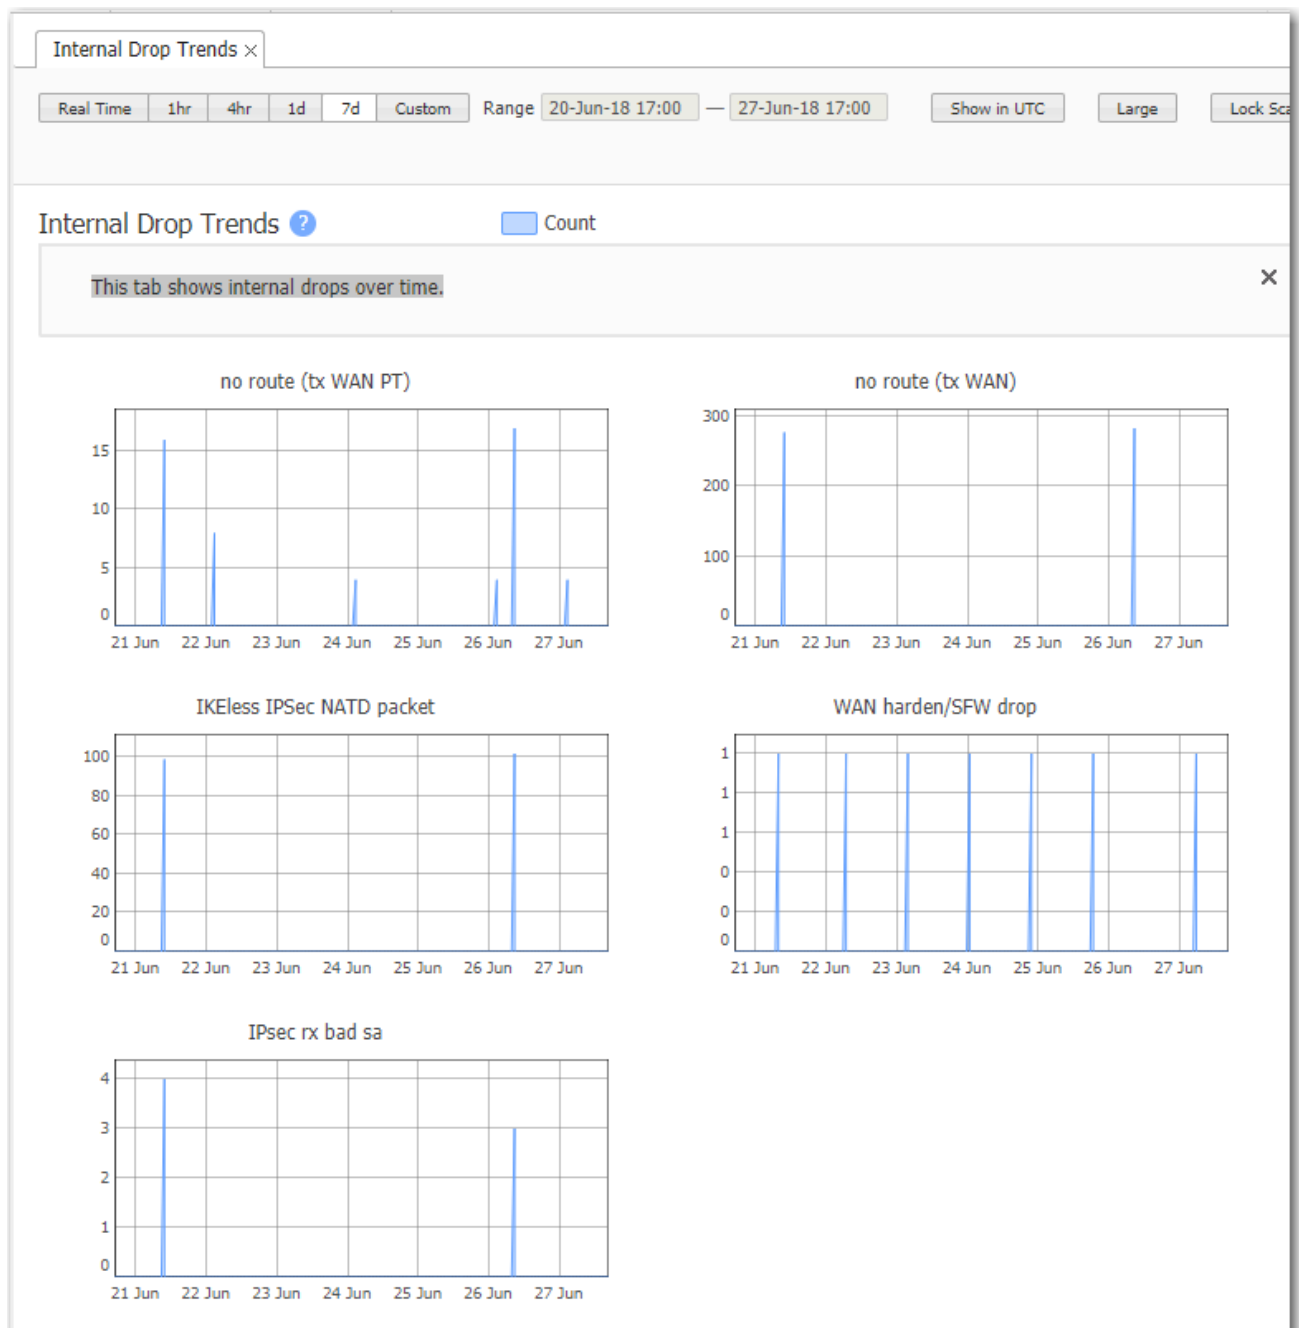 Internal Drop Trends ×
Real Time 1hr 4hr 1d 7d Custom Range 20-Jun-18 17:00 — 27-Jun-18 17:00 Show in UTC Large Lock Sca
Internal Drop Trends ? Count
This tab shows internal drops over time. ×
no route (tx WAN PT)
15
10
5
0
21 Jun 22 Jun 23 Jun 24 Jun 25 Jun 26 Jun 27 Jun
no route (tx WAN)
300
200
100
0
21 Jun 22 Jun 23 Jun 24 Jun 25 Jun 26 Jun 27 Jun
IKEless IPSec NATD packet
100
80
60
40
20
0
21 Jun 22 Jun 23 Jun 24 Jun 25 Jun 26 Jun 27 Jun
WAN harden/SFW drop
1
1
1
0
0
0
21 Jun 22 Jun 23 Jun 24 Jun 25 Jun 26 Jun 27 Jun
IPsec rx bad sa
4
3
2
1
0
21 Jun 22 Jun 23 Jun 24 Jun 25 Jun 26 Jun 27 Jun